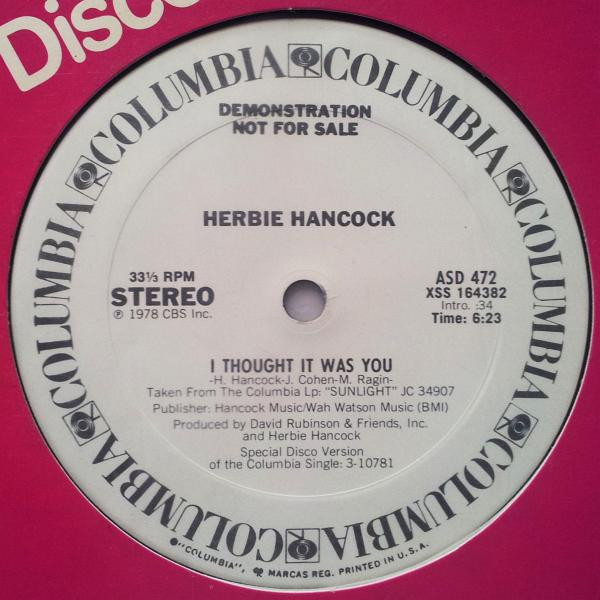 Disco
COLUMBIA COLUMBIA COLUMBIA COLUMBIA COLUMBIA COLUMBIA COLUMBIA COLUMBIA
DEMONSTRATION
NOT FOR SALE
HERBIE HANCOCK
33⅓ RPM
STEREO
℗ 1978 CBS Inc.
ASD 472
XSS 164382
Intro. :34
Time: 6:23
I THOUGHT IT WAS YOU
-H. Hancock-J. Cohen-M. Ragin-
Taken From The Columbia Lp: "SUNLIGHT" JC 34907
Publisher: Hancock Music/Wah Watson Music (BMI)
Produced by David Rubinson & Friends, Inc.
and Herbie Hancock
Special Disco Version
of the Columbia Single: 3-10781
"COLUMBIA", MARCAS REG. PRINTED IN U.S.A.